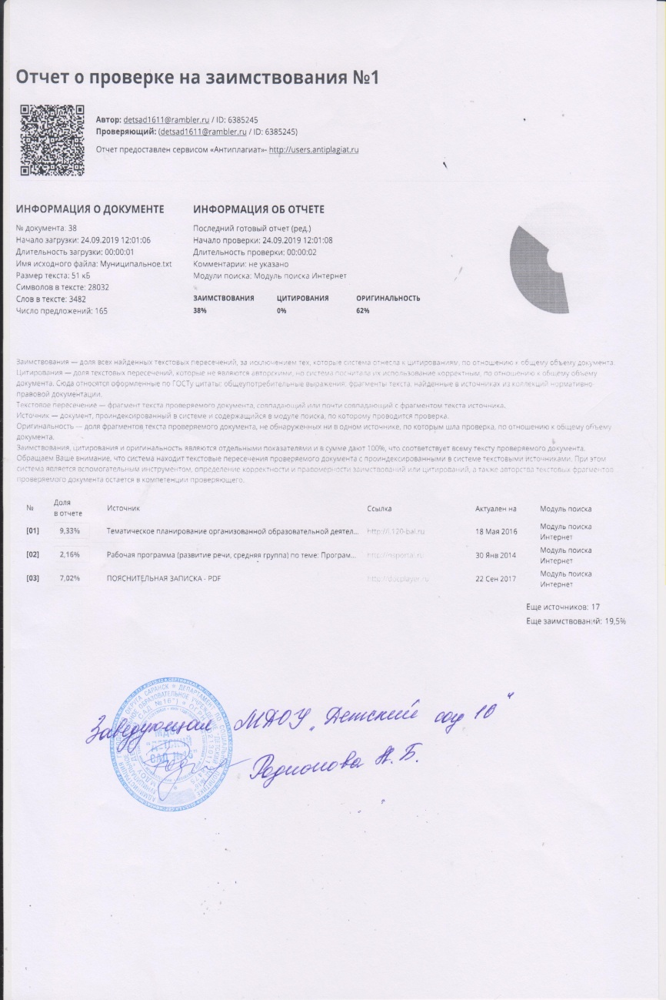 Отчет о проверке на заимствования №1
Автор: detsad1611@rambler.ru / ID: 6385245
Проверяющий: (detsad1611@rambler.ru / ID: 6385245)
Отчет предоставлен сервисом «Антиплагиат»- http://users.antiplagiat.ru
ИНФОРМАЦИЯ О ДОКУМЕНТЕ
№ документа: 38
Начало загрузки: 24.09.2019 12:01:06
Длительность загрузки: 00:00:01
Имя исходного файла: Муниципальное.txt
Размер текста: 51 кБ
Символов в тексте: 28032
Слов в тексте: 3482
Число предложений: 165
ИНФОРМАЦИЯ ОБ ОТЧЕТЕ
Последний готовый отчет (ред.)
Начало проверки: 24.09.2019 12:01:08
Длительность проверки: 00:00:02
Комментарии: не указано
Модули поиска: Модуль поиска Интернет
ЗАИМСТВОВАНИЯ ЦИТИРОВАНИЯ ОРИГИНАЛЬНОСТЬ
38% 0% 62%
Заимствования — доля всех найденных текстовых пересечений, за исключением тех, которые система отнесла к цитированиям, по отношению к общему объему документа.
Цитирования — доля текстовых пересечений, которые не являются авторскими, но система посчитала их использование корректным, по отношению к общему объему
документа. Сюда относятся оформленные по ГОСТу цитаты; общеупотребительные выражения; фрагменты текста, найденные в источниках из коллекций нормативно-
правовой документации.
Текстовое пересечение — фрагмент текста проверяемого документа, совпадающий или почти совпадающий с фрагментом текста источника.
Источник — документ, проиндексированный в системе и содержащийся в модуле поиска, по которому проводится проверка.
Оригинальность — доля фрагментов текста проверяемого документа, не обнаруженных ни в одном источнике, по которым шла проверка, по отношению к общему объему
документа.
Заимствования, цитирования и оригинальность являются отдельными показателями и в сумме дают 100%, что соответствует всему тексту проверяемого документа.
Обращаем Ваше внимание, что система находит текстовые пересечения проверяемого документа с проиндексированными в системе текстовыми источниками. При этом
система является вспомогательным инструментом, определение корректности и правомерности заимствований или цитирований, а также авторства текстовых фрагментов
проверяемого документа остается в компетенции проверяющего.
№ Доля в отчете Источник Ссылка Актуален на Модуль поиска
[01] 9,33% Тематическое планирование организованной образовательной деятел... http://i.120-bal.ru 18 Мая 2016 Модуль поиска Интернет
[02] 2,16% Рабочая программа (развитие речи, средняя группа) по теме: Програм... http://nsportal.ru 30 Янв 2014 Модуль поиска Интернет
[03] 7,02% ПОЯСНИТЕЛЬНАЯ ЗАПИСКА - PDF http://docplayer.ru 22 Сен 2017 Модуль поиска Интернет
Еще источников: 17
Еще заимствований: 19,5%
Заведующая МДОУ „Детский сад 16"
Родионова Н.Б.
МДОУ
"ДЕТСКИЙ
САД №16"